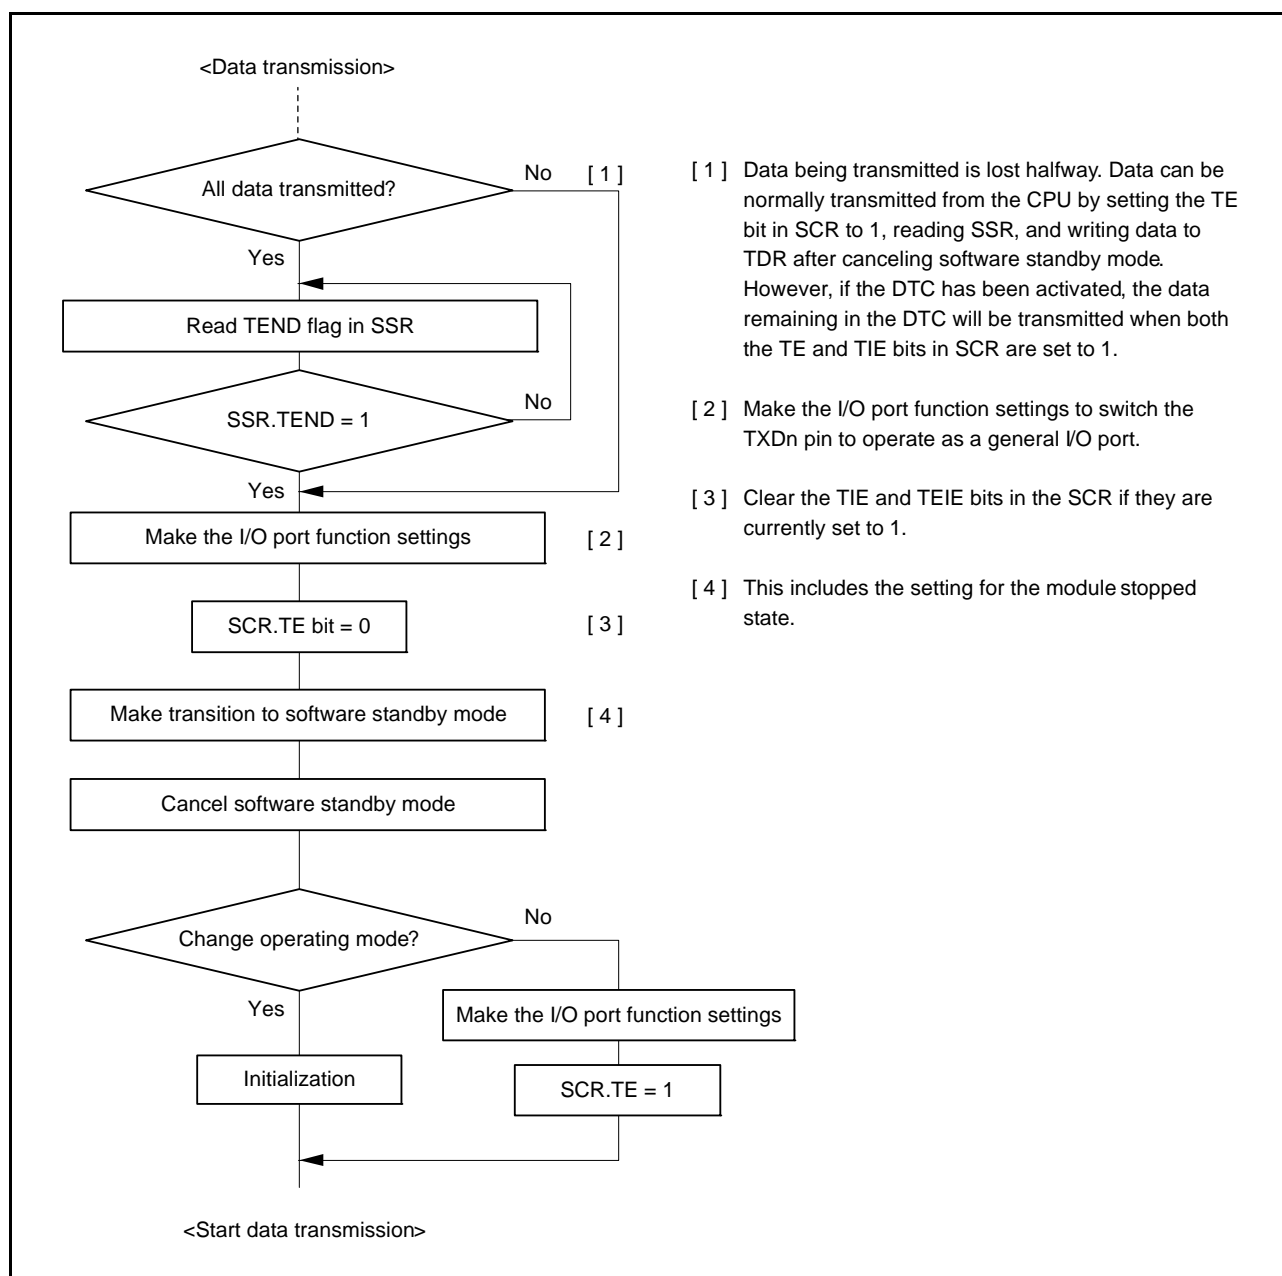 <Data transmission>
All data transmitted?
No
[ 1 ]
Yes
Read TEND flag in SSR
SSR.TEND = 1
No
Yes
Make the I/O port function settings
[ 2 ]
SCR.TE bit = 0
[ 3 ]
Make transition to software standby mode
[ 4 ]
Cancel software standby mode
Change operating mode?
No
Yes
Make the I/O port function settings
Initialization
SCR.TE = 1
<Start data transmission>
[ 1 ] Data being transmitted is lost halfway. Data can be
normally transmitted from the CPU by setting the TE
bit in SCR to 1, reading SSR, and writing data to
TDR after canceling software standby mode.
However, if the DTC has been activated, the data
remaining in the DTC will be transmitted when both
the TE and TIE bits in SCR are set to 1.
[ 2 ] Make the I/O port function settings to switch the
TXDn pin to operate as a general I/O port.
[ 3 ] Clear the TIE and TEIE bits in the SCR if they are
currently set to 1.
[ 4 ] This includes the setting for the module stopped
state.